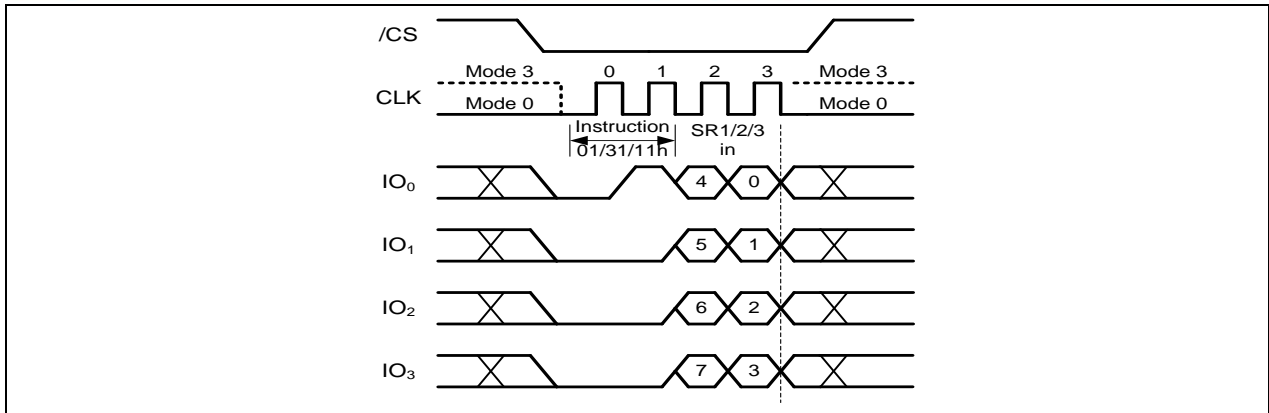 /CS
Mode 3 0 1 2 3 Mode 3
CLK Mode 0 Mode 0
Instruction SR1/2/3
01/31/11h in
IO₀ 4 0
IO₁ 5 1
IO₂ 6 2
IO₃ 7 3